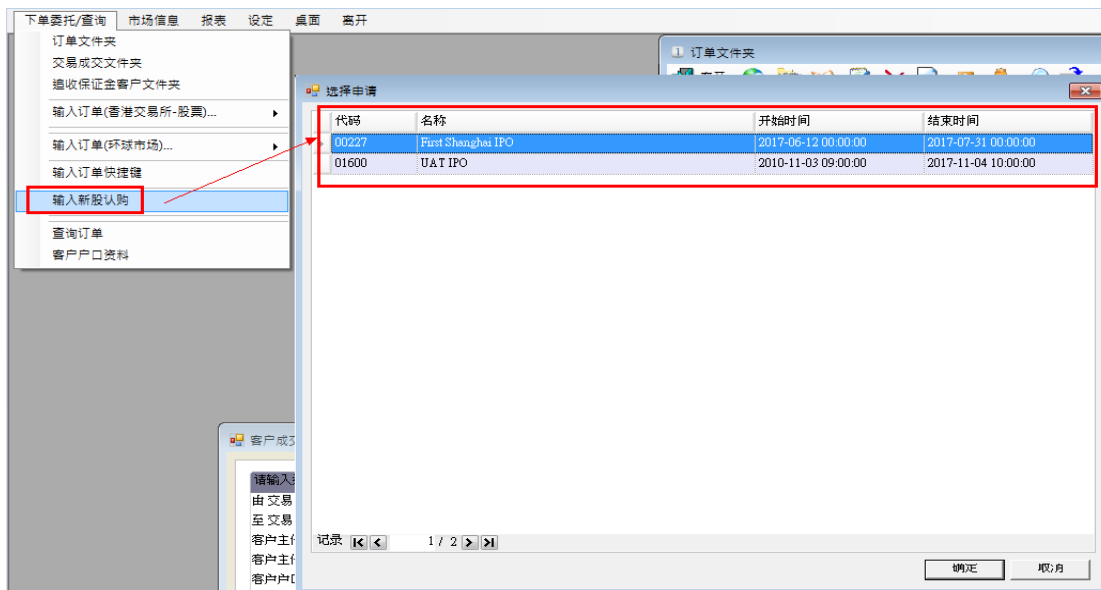 下单委托/查询 市场信息 报表 设定 桌面 离开
订单文件夹
交易成交文件夹
追收保证金客户文件夹
输入订单(香港交易所-股票)...
输入订单(环球市场)...
输入订单快捷键
输入新股认购
查询订单
客户户口资料
订单文件夹
选择申请
代码 名称 开始时间 结束时间
00227 First Shanghai IPO 2017-06-12 00:00:00 2017-07-31 00:00:00
01600 UAT IPO 2010-11-03 09:00:00 2017-11-04 10:00:00
客户成交
请输入
由 交易
至 交易
客户主
客户主
客户户
记录 1 / 2
确定 取消